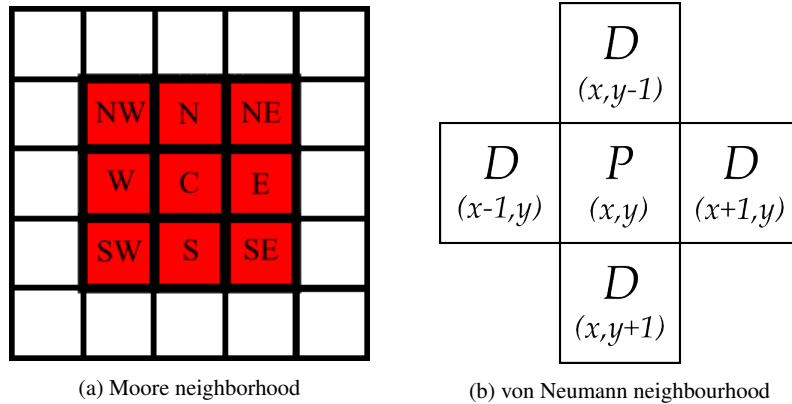 NW N NE
W C E
SW S SE
(a) Moore neighborhood
D
(x,y-1)
D P D
(x-1,y) (x,y) (x+1,y)
D
(x,y+1)
(b) von Neumann neighbourhood